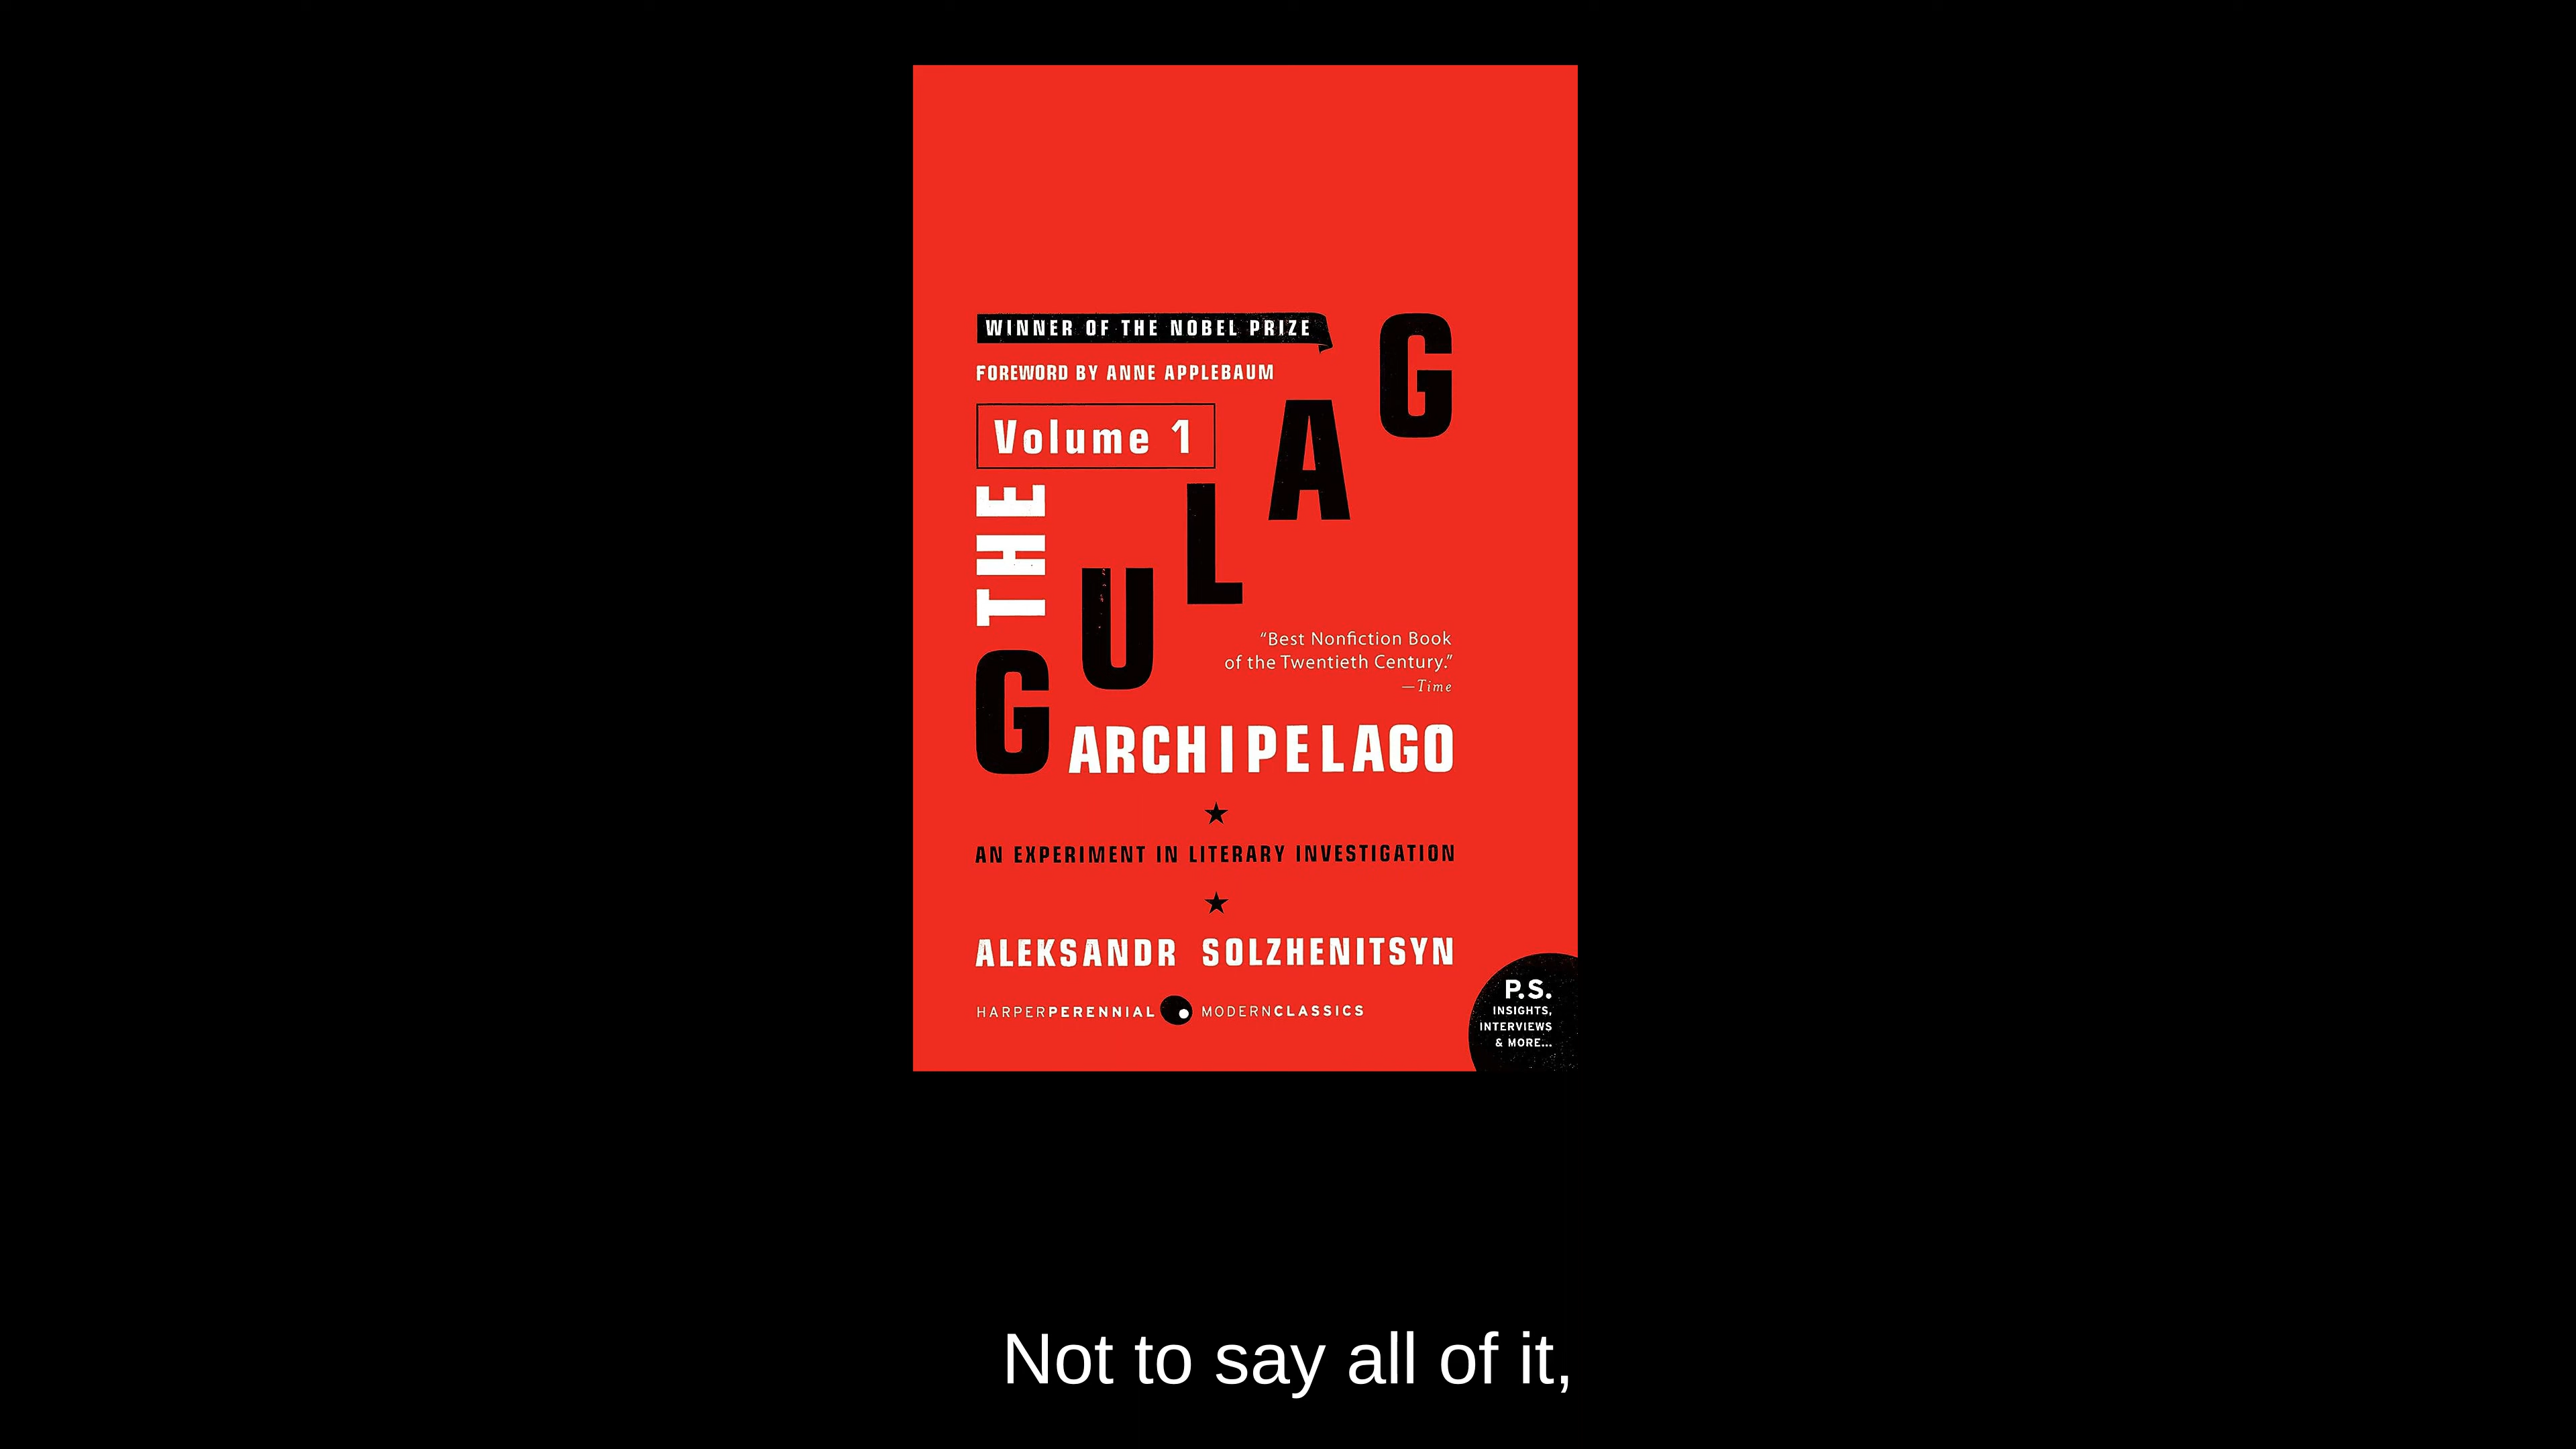 WINNER OF THE NOBEL PRIZE
FOREWORD BY ANNE APPLEBAUM
Volume 1
THE
GULAG
"Best Nonfiction Book
of the Twentieth Century."
—Time
ARCHIPELAGO
AN EXPERIMENT IN LITERARY INVESTIGATION
ALEKSANDR SOLZHENITSYN
HARPERPERENNIAL MODERNCLASSICS
P.S.
INSIGHTS,
INTERVIEWS
& MORE...
Not to say all of it,